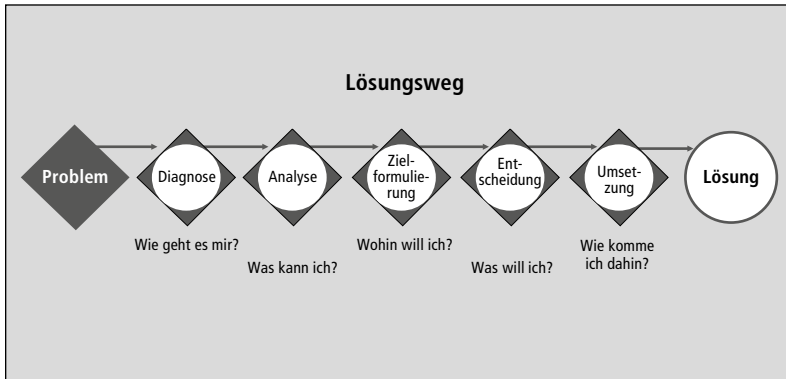 Lösungsweg
Problem
Diagnose
Analyse
Ziel-
formulie-
rung
Ent-
scheidung
Umset-
zung
Lösung
Wie geht es mir?
Was kann ich?
Wohin will ich?
Was will ich?
Wie komme
ich dahin?